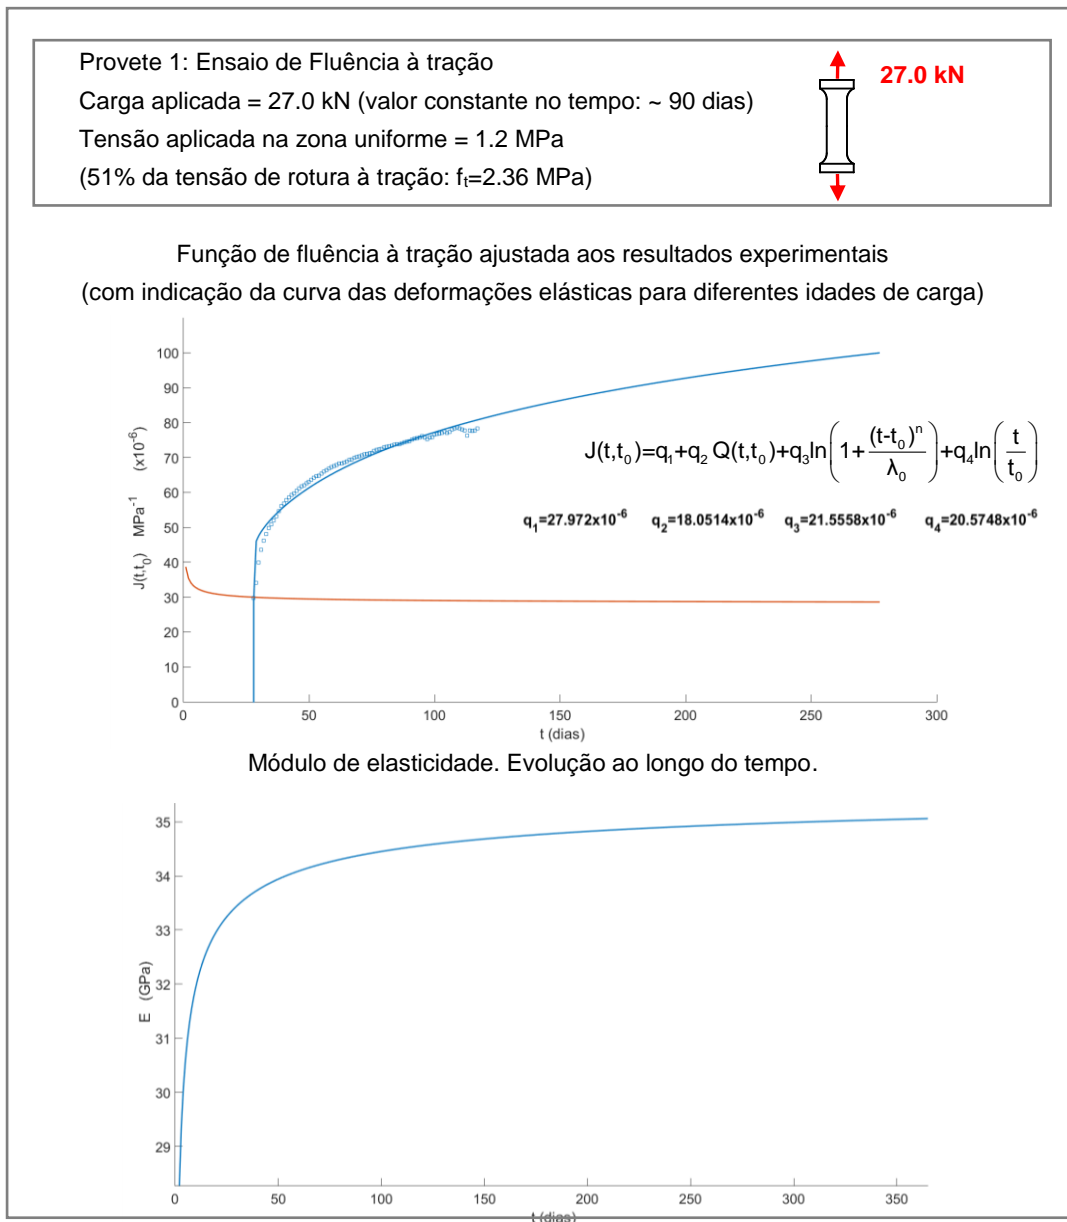 Provete 1: Ensaio de Fluência à tração
27.0 kN
Carga aplicada = 27.0 kN (valor constante no tempo: ~ 90 dias)
Tensão aplicada na zona uniforme = 1.2 MPa
(51% da tensão de rotura à tração: fₜ=2.36 MPa)
Função de fluência à tração ajustada aos resultados experimentais
(com indicação da curva das deformações elásticas para diferentes idades de carga)
J(t,t₀) MPa⁻¹ (x10⁻⁶)
100
90
80
70
60
50
40
30
20
10
0
J(t,t₀)=q₁+q₂ Q(t,t₀)+q₃ln(1+(t-t₀)ⁿ/λ₀)+q₄ln(t/t₀)
q₁=27.972x10⁻⁶ q₂=18.0514x10⁻⁶ q₃=21.5558x10⁻⁶ q₄=20.5748x10⁻⁶
0 50 100 150 200 250 300
t (dias)
Módulo de elasticidade. Evolução ao longo do tempo.
E (GPa)
35
34
33
32
31
30
29
0 50 100 150 200 250 300 350
t (dias)